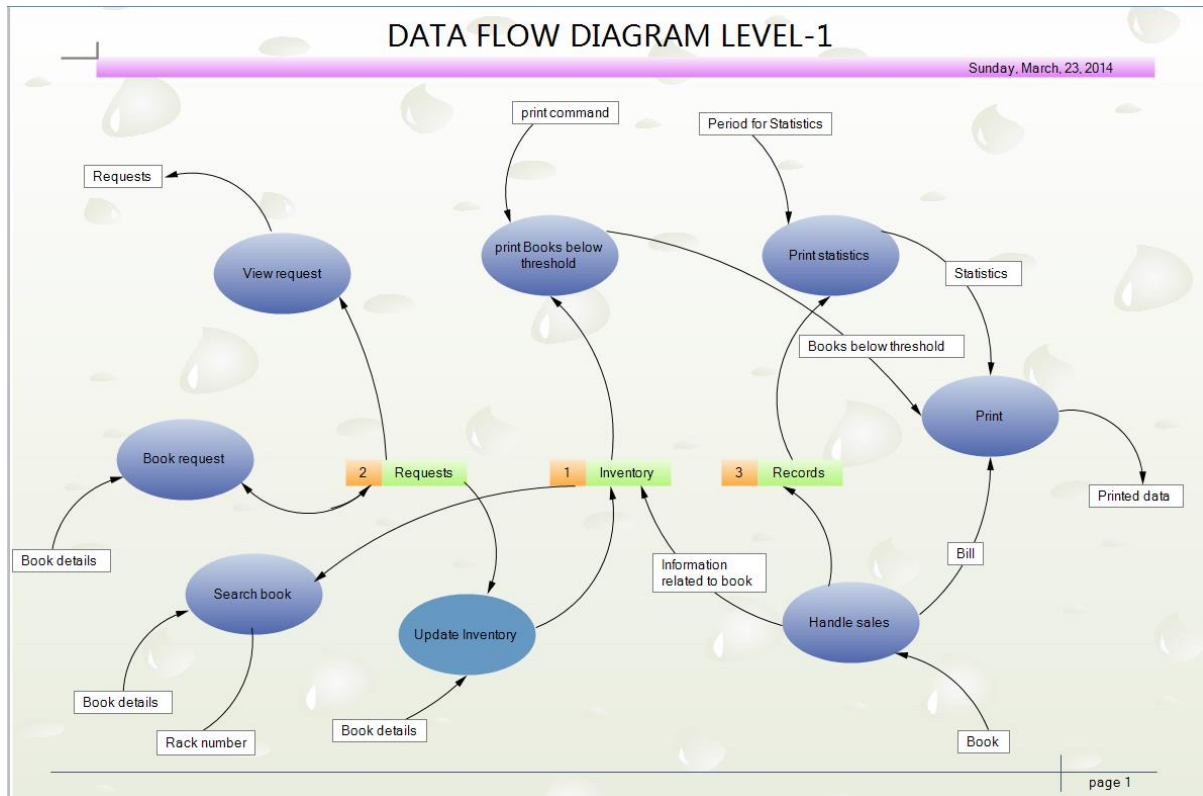 DATA FLOW DIAGRAM LEVEL-1
Sunday, March, 23, 2014
print command
Period for Statistics
Requests
print Books below
threshold
Print statistics
View request
Statistics
Books below threshold
Print
Book request
2 Requests
1 Inventory
3 Records
Printed data
Book details
Information
related to book
Bill
Search book
Update Inventory
Handle sales
Book details
Book details
Rack number
Book
page 1